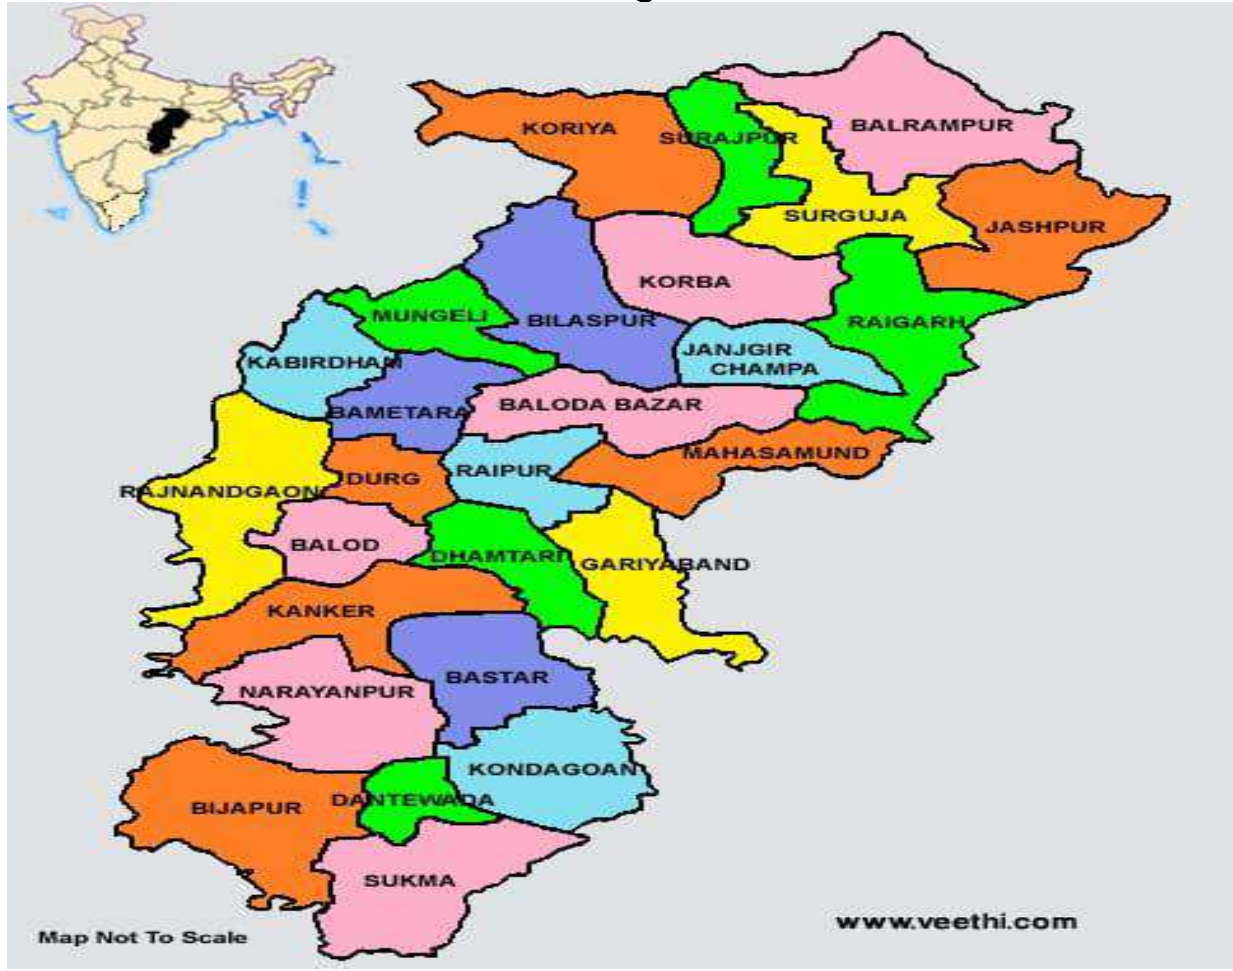 KORIYA
SURAJPUR
BALRAMPUR
SURGUJA
JASHPUR
KORBA
MUNGELI
BILASPUR
RAIGARH
JANJGIR
CHAMPA
KABIRDHAM
BAMETARA
BALODA BAZAR
MAHASAMUND
RAJNANDGAON
DURG
RAIPUR
BALOD
DHAMTARI
GARIYABAND
KANKER
BASTAR
NARAYANPUR
KONDAGOAN
BIJAPUR
DANTEWADA
SUKMA
www.veethi.com
Map Not To Scale